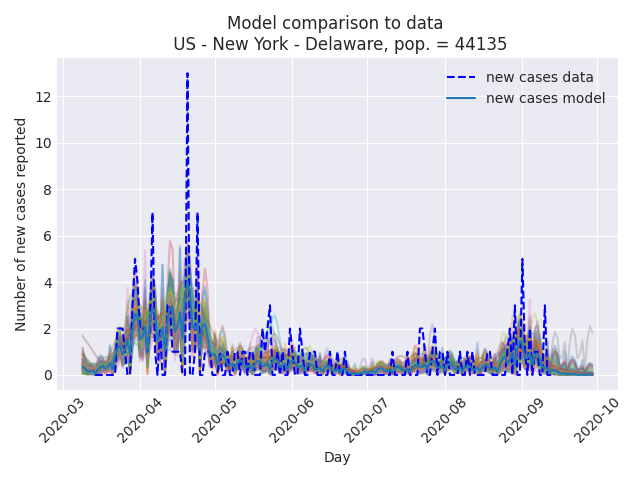 Model comparison to data
US - New York - Delaware, pop. = 44135
new cases data
new cases model
Number of new cases reported
12
10
8
6
4
2
0
2020-03
2020-04
2020-05
2020-06
2020-07
2020-08
2020-09
2020-10
Day